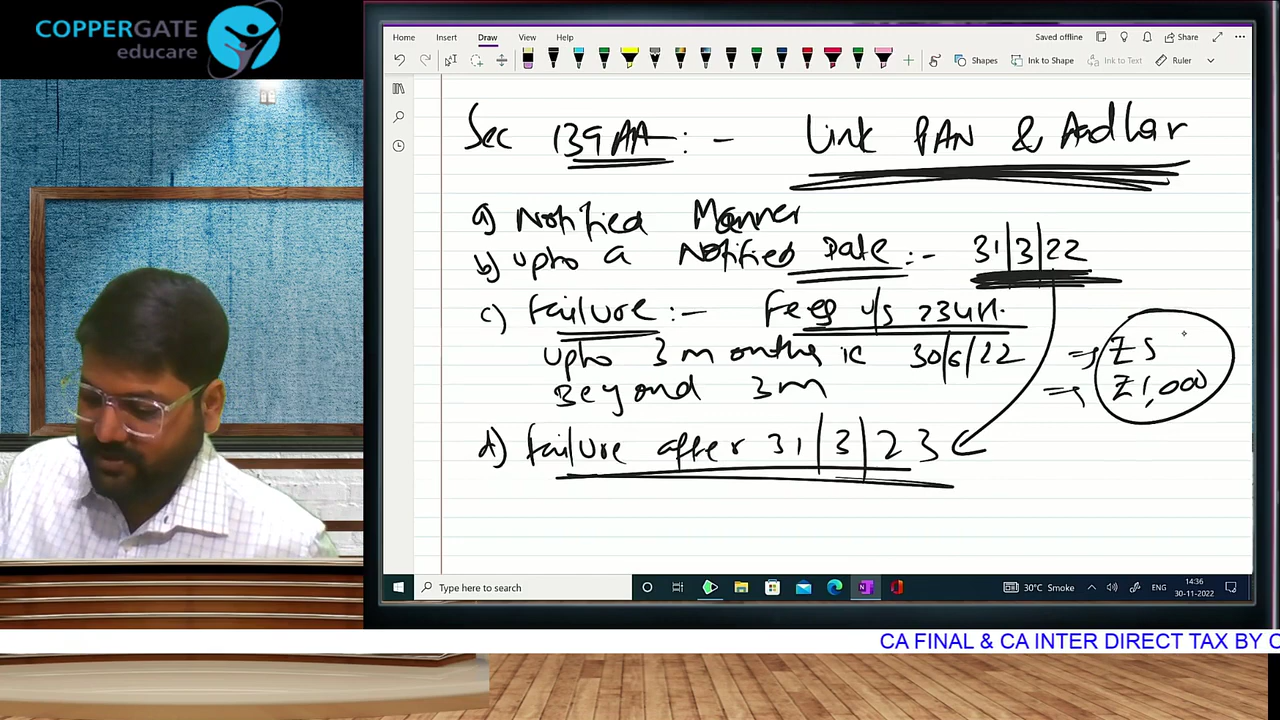 COPPERGATE
educare
Home Insert Draw View Help
Saved offline
Share
Shapes
Ink to Shape
Ink to Text
Ruler
Sec 139AA :- Link PAN & Aadhar
a) Notified Manner
b) Upto a Notified Date :- 31/3/22
c) Failure :- Fees u/s 234H.
Upto 3 months ie 30/6/22 ⇒ ₹ 5
Beyond 3m ⇒ ₹1,000
d) Failure after 31/3/23
Type here to search
30°C Smoke
ENG
14:36
30-11-2022
CA FINAL & CA INTER DIRECT TAX BY C